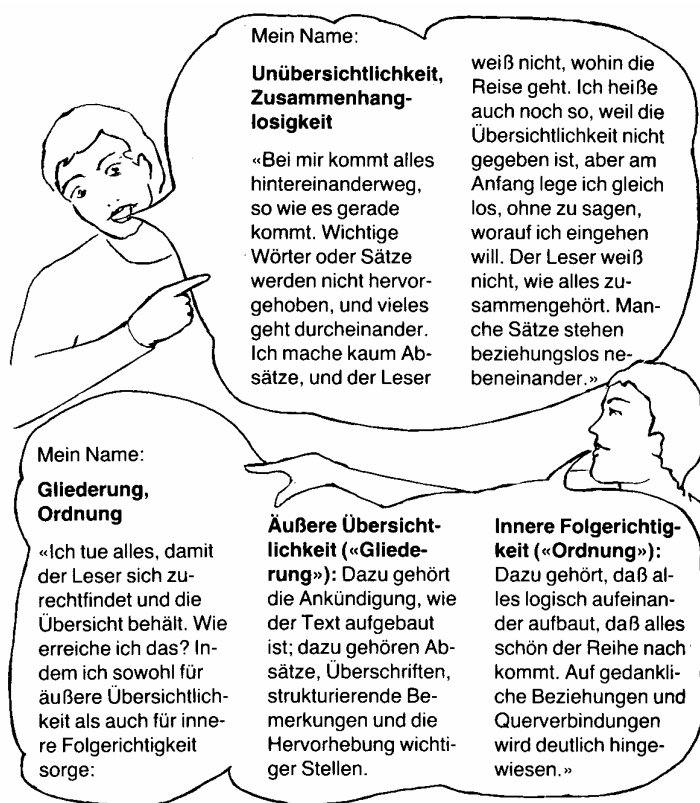 Mein Name:
Unübersichtlichkeit,
Zusammenhang-
losigkeit
«Bei mir kommt alles
hintereinanderweg,
so wie es gerade
kommt. Wichtige
Wörter oder Sätze
werden nicht hervor-
gehoben, und vieles
geht durcheinander.
Ich mache kaum Ab-
sätze, und der Leser
weiß nicht, wohin die
Reise geht. Ich heiße
auch noch so, weil die
Übersichtlichkeit nicht
gegeben ist, aber am
Anfang lege ich gleich
los, ohne zu sagen,
worauf ich eingehen
will. Der Leser weiß
nicht, wie alles zu-
sammengehört. Man-
che Sätze stehen
beziehungslos ne-
beneinander.»
Mein Name:
Gliederung,
Ordnung
«Ich tue alles, damit
der Leser sich zu-
rechtfindet und die
Übersicht behält. Wie
erreiche ich das? In-
dem ich sowohl für
äußere Übersichtlich-
keit als auch für inne-
re Folgerichtigkeit
sorge:
Äußere Übersicht-
lichkeit («Gliede-
rung»): Dazu gehört
die Ankündigung, wie
der Text aufgebaut
ist; dazu gehören Ab-
sätze, Überschriften,
strukturierende Be-
merkungen und die
Hervorhebung wichti-
ger Stellen.
Innere Folgerichtig-
keit («Ordnung»):
Dazu gehört, daß al-
les logisch aufeinan-
der aufbaut, daß alles
schön der Reihe nach
kommt. Auf gedankli-
che Beziehungen und
Querverbindungen
wird deutlich hinge-
wiesen.»